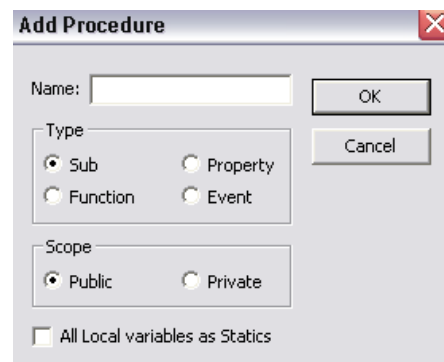 Add Procedure
Name:
OK
Type
Cancel
Sub
Property
Function
Event
Scope
Public
Private
All Local variables as Statics